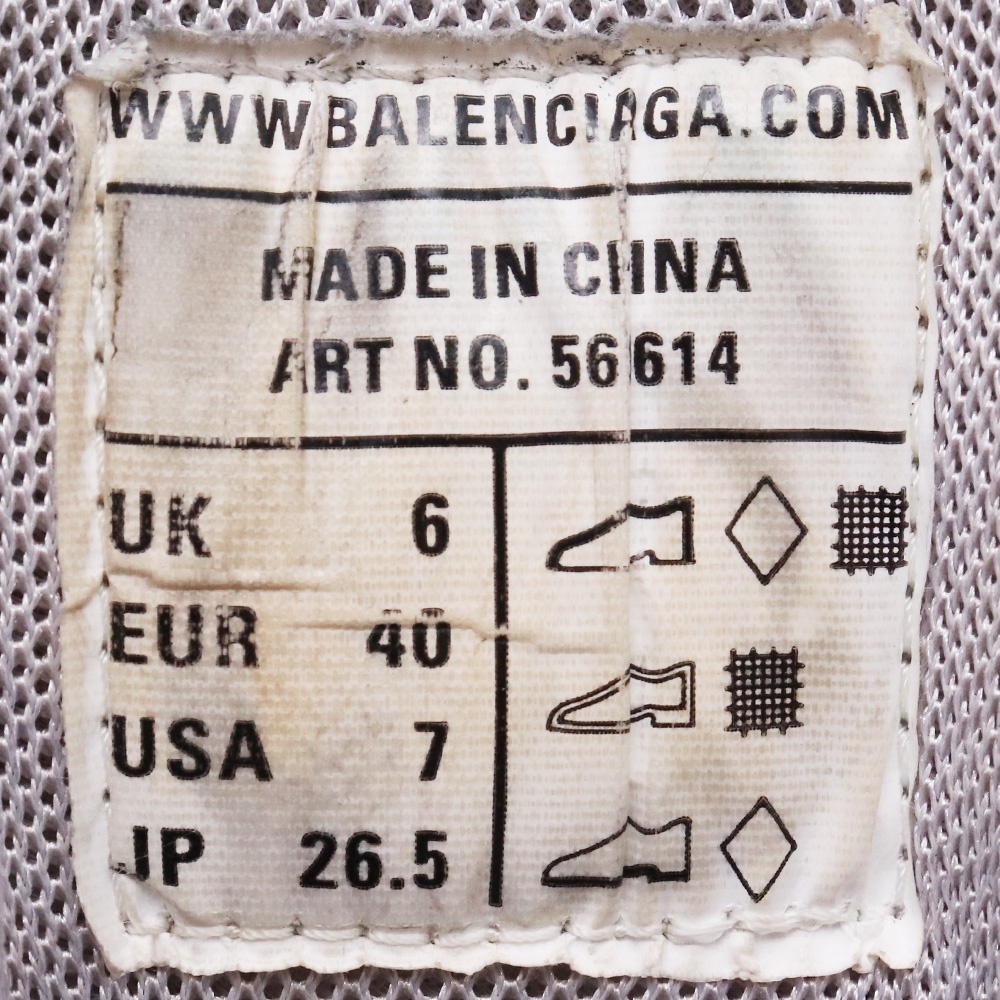 WWWBALENCIAGA.COM
MADE IN CHINA
ART NO. 56614
UK 6
EUR 40
USA 7
JP 26.5